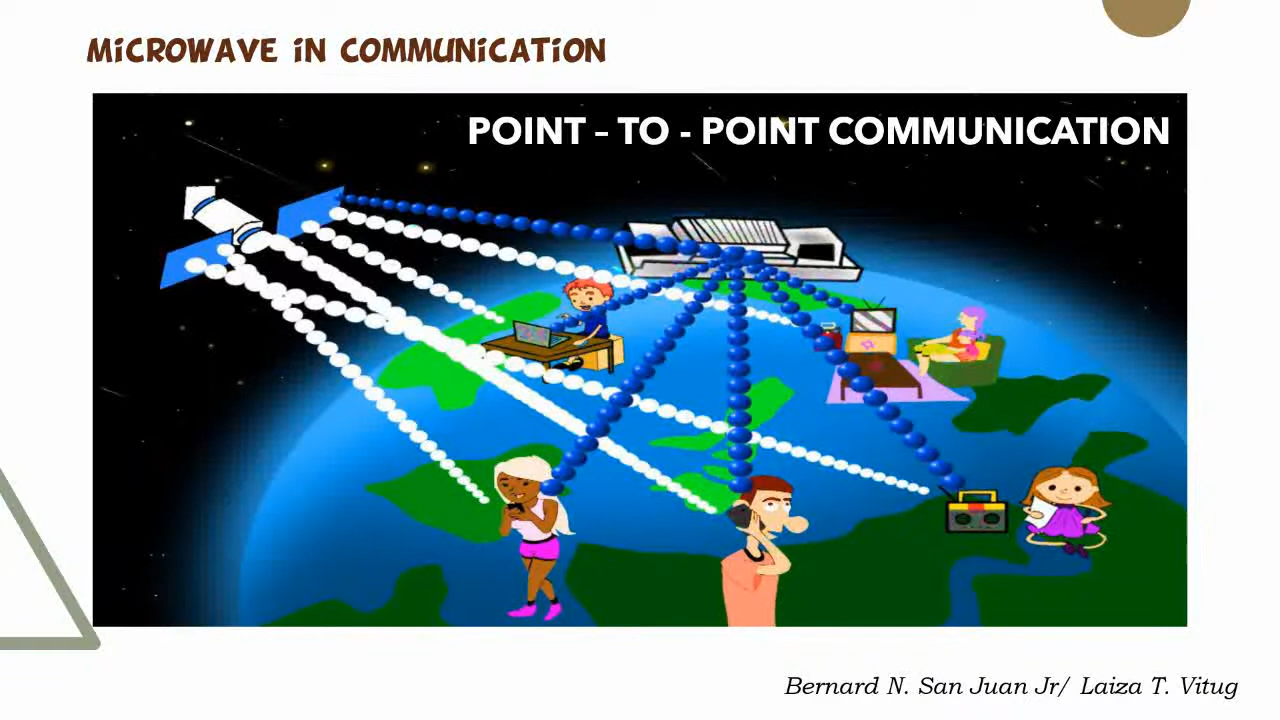 MiCROWAVE iN COMMUNiCATiON
POINT – TO - POINT COMMUNICATION
Bernard N. San Juan Jr/ Laiza T. Vitug